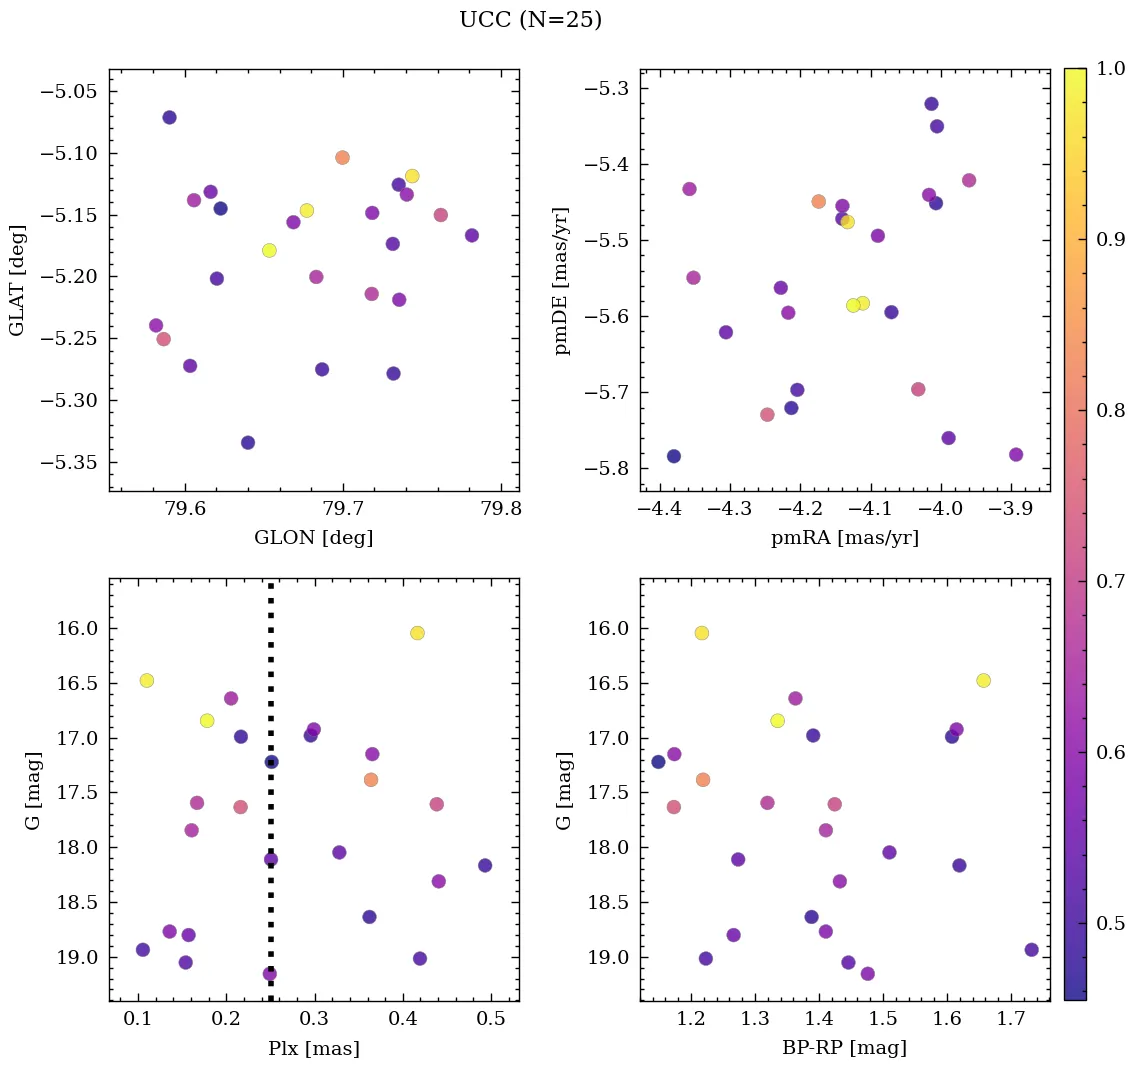 UCC (N=25)
−5.05
−5.10
−5.15
−5.20
−5.25
−5.30
−5.35
GLAT [deg]
79.6 79.7 79.8
GLON [deg]
−5.3
−5.4
−5.5
−5.6
−5.7
−5.8
pmDE [mas/yr]
−4.4 −4.3 −4.2 −4.1 −4.0 −3.9
pmRA [mas/yr]
16.0
16.5
17.0
17.5
18.0
18.5
19.0
G [mag]
0.1 0.2 0.3 0.4 0.5
Plx [mas]
16.0
16.5
17.0
17.5
18.0
18.5
19.0
G [mag]
1.2 1.3 1.4 1.5 1.6 1.7
BP-RP [mag]
1.0
0.9
0.8
0.7
0.6
0.5